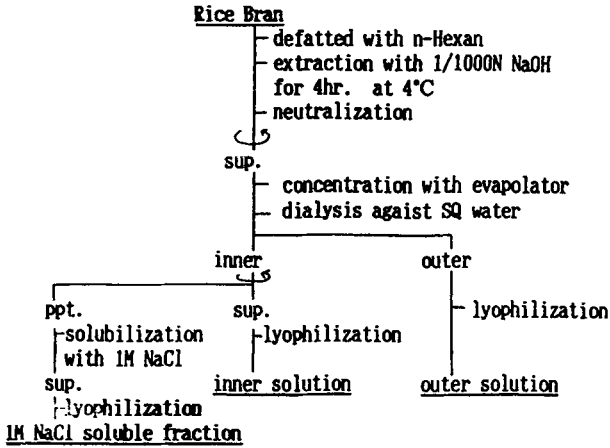 Rice Bran
defatted with n-Hexan
extraction with 1/1000N NaOH
for 4hr. at 4°C
neutralization
sup.
concentration with evapolator
dialysis agaist SQ water
inner
outer
ppt.
sup.
lyophilization
solubilization
with 1M NaCl
lyophilization
sup.
inner solution
outer solution
lyophilization
1M NaCl soluble fraction